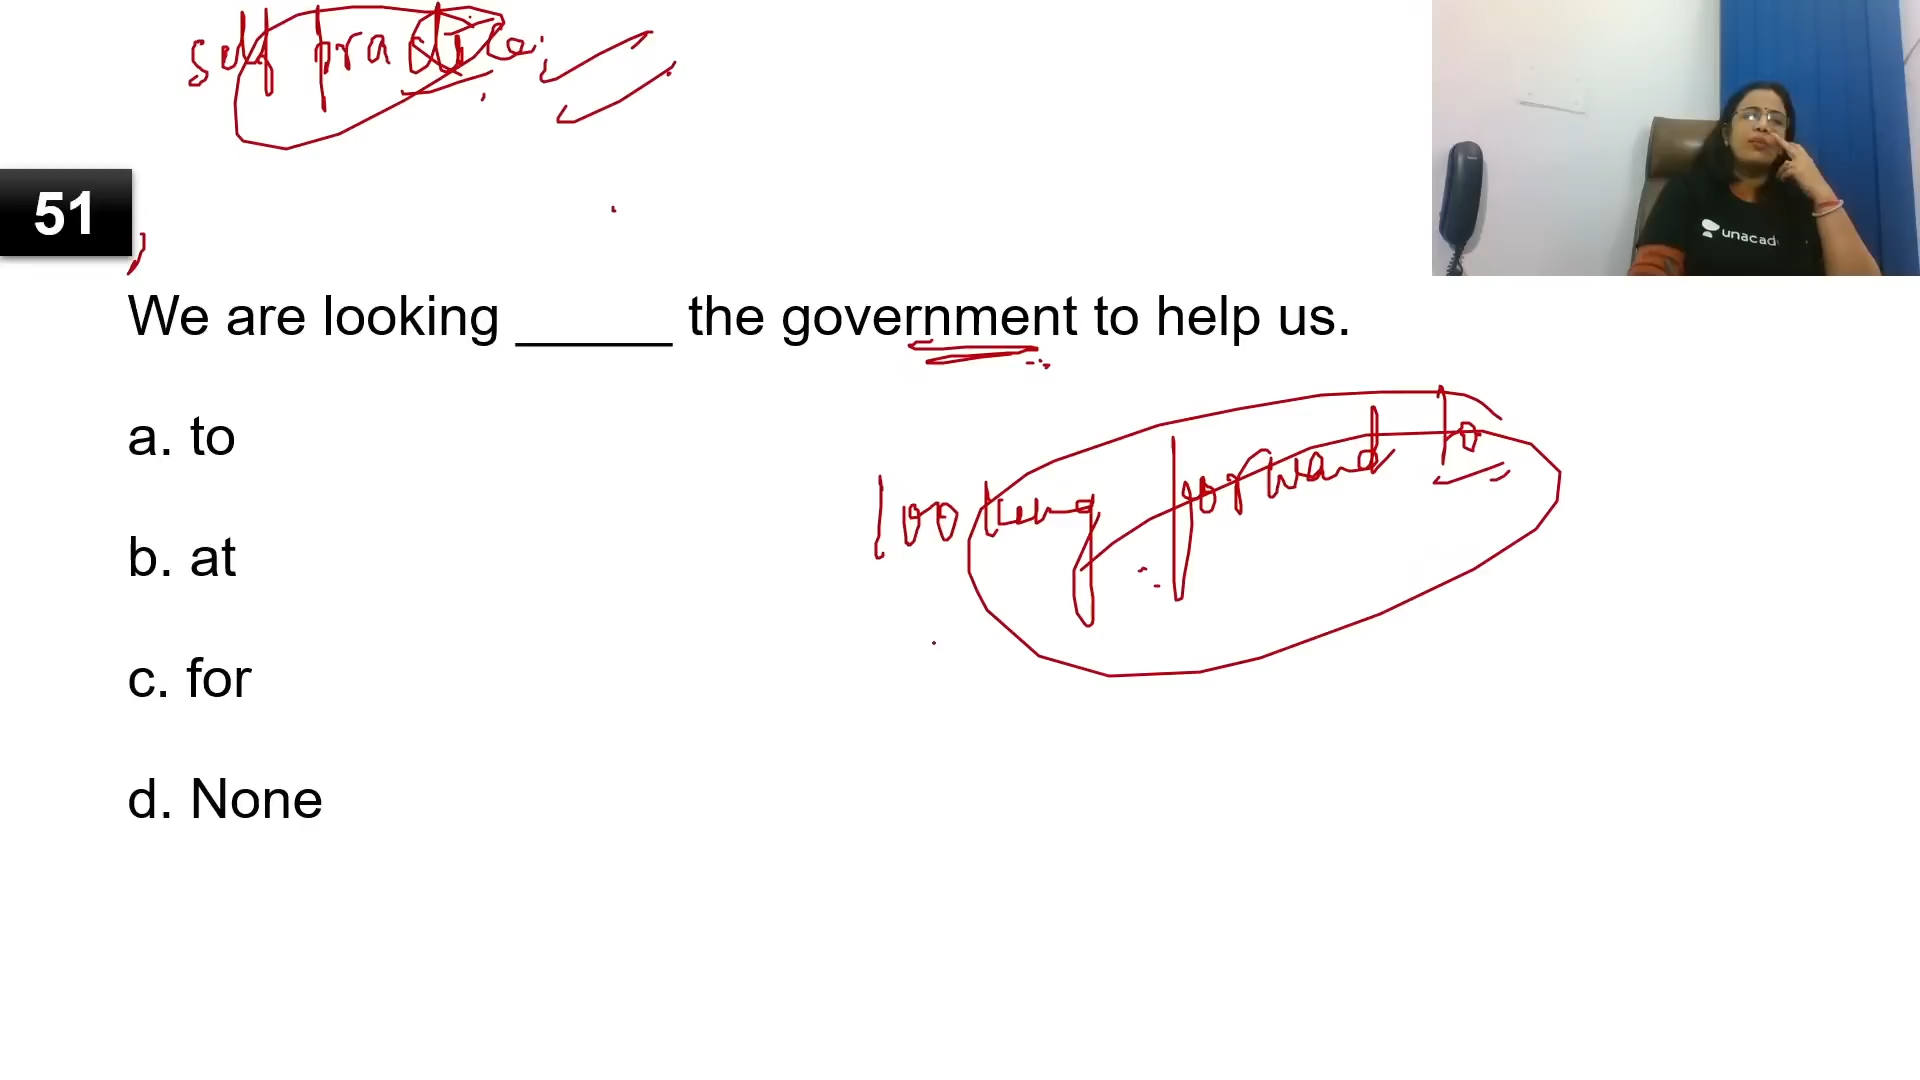 self practice
51
unacad
We are looking ______ the government to help us.
a. to
looking forward to
b. at
c. for
d. None